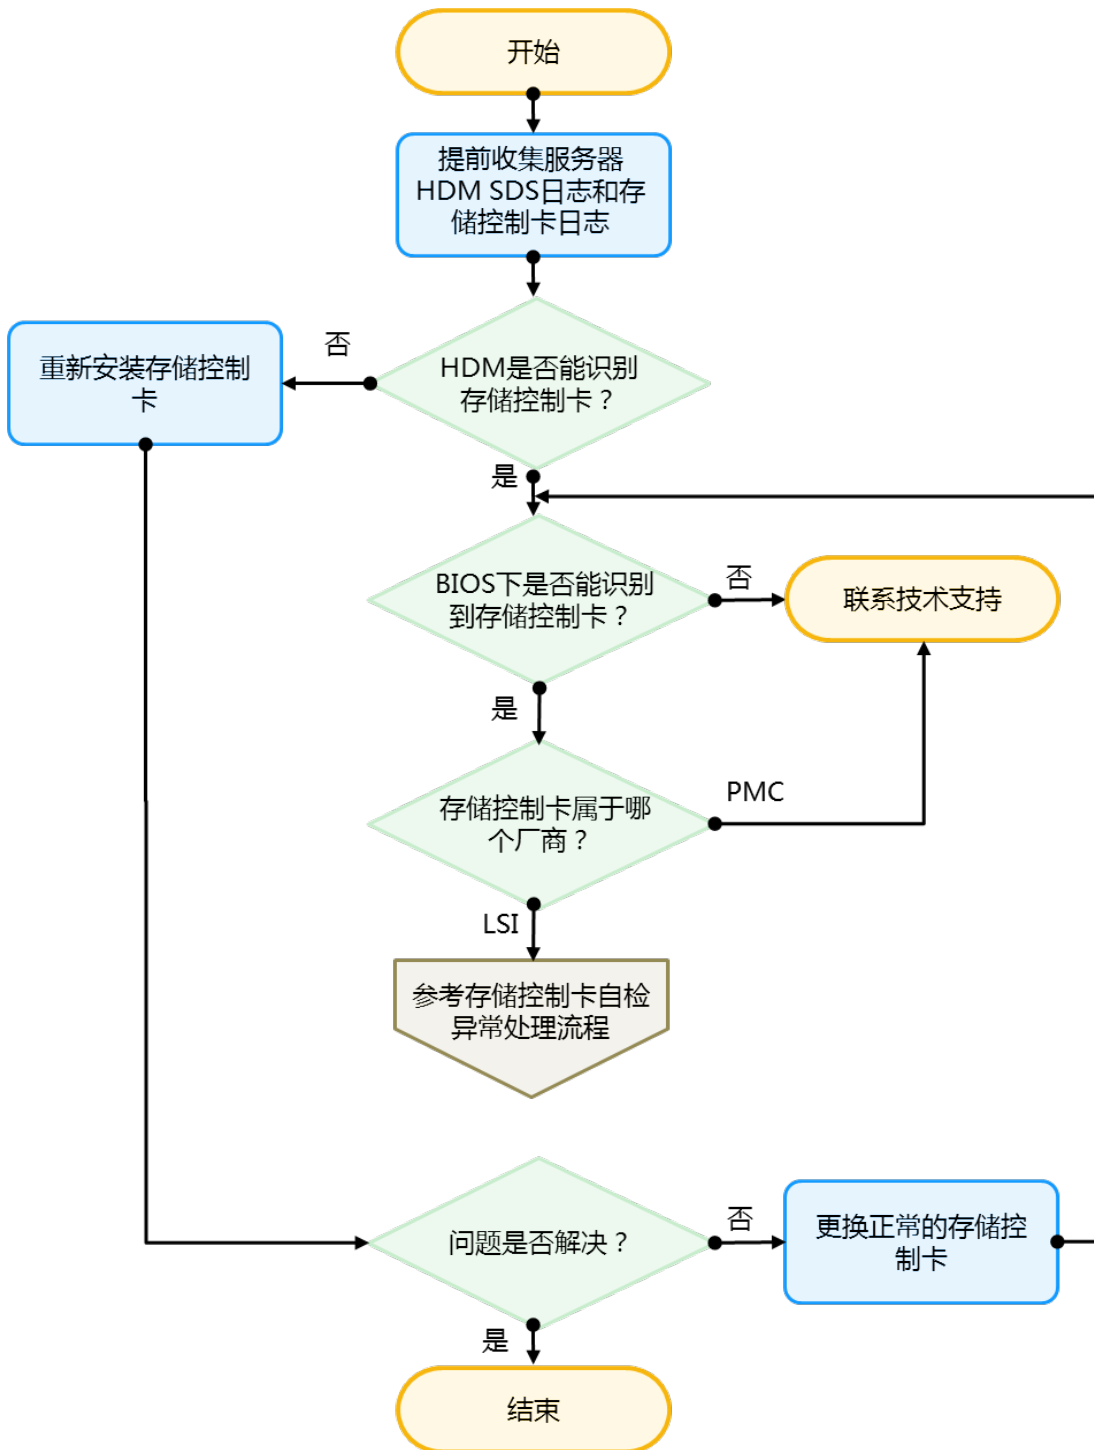 开始
提前收集服务器
HDM SDS日志和存
储控制卡日志
否
重新安装存储控制
卡
HDM是否能识别
存储控制卡？
是
BIOS下是否能识别
到存储控制卡？
否
联系技术支持
是
存储控制卡属于哪
个厂商？
PMC
LSI
参考存储控制卡自检
异常处理流程
问题是否解决？
否
更换正常的存储控
制卡
是
结束